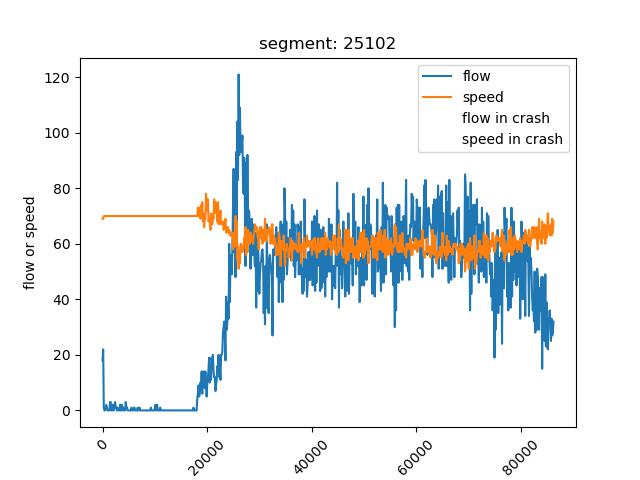 segment: 25102
flow
speed
flow in crash
speed in crash
flow or speed
120
100
80
60
40
20
0
0
20000
40000
60000
80000